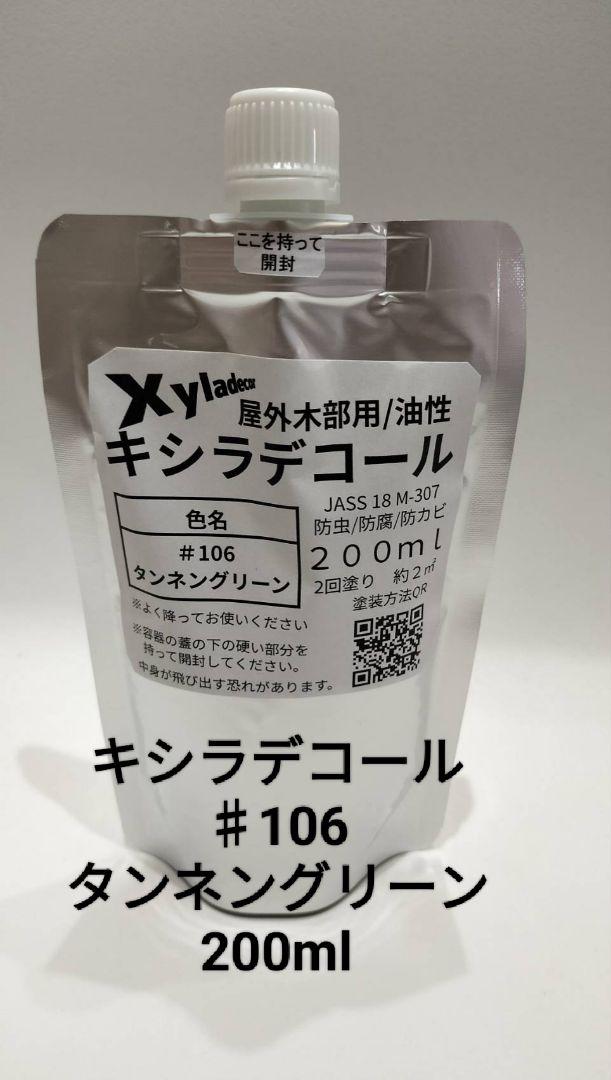 ここを持って
開封
Xyladecor
屋外木部用/油性
キシラデコール
色名
#106
タンネングリーン
JASS 18 M-307
防虫/防腐/防カビ
２００ｍｌ
2回塗り 約２㎡
塗装方法QR
※よく降ってお使いください
※容器の蓋の下の硬い部分を
持って開封してください。
中身が飛び出す恐れがあります。
キシラデコール
#106
タンネングリーン
200ml